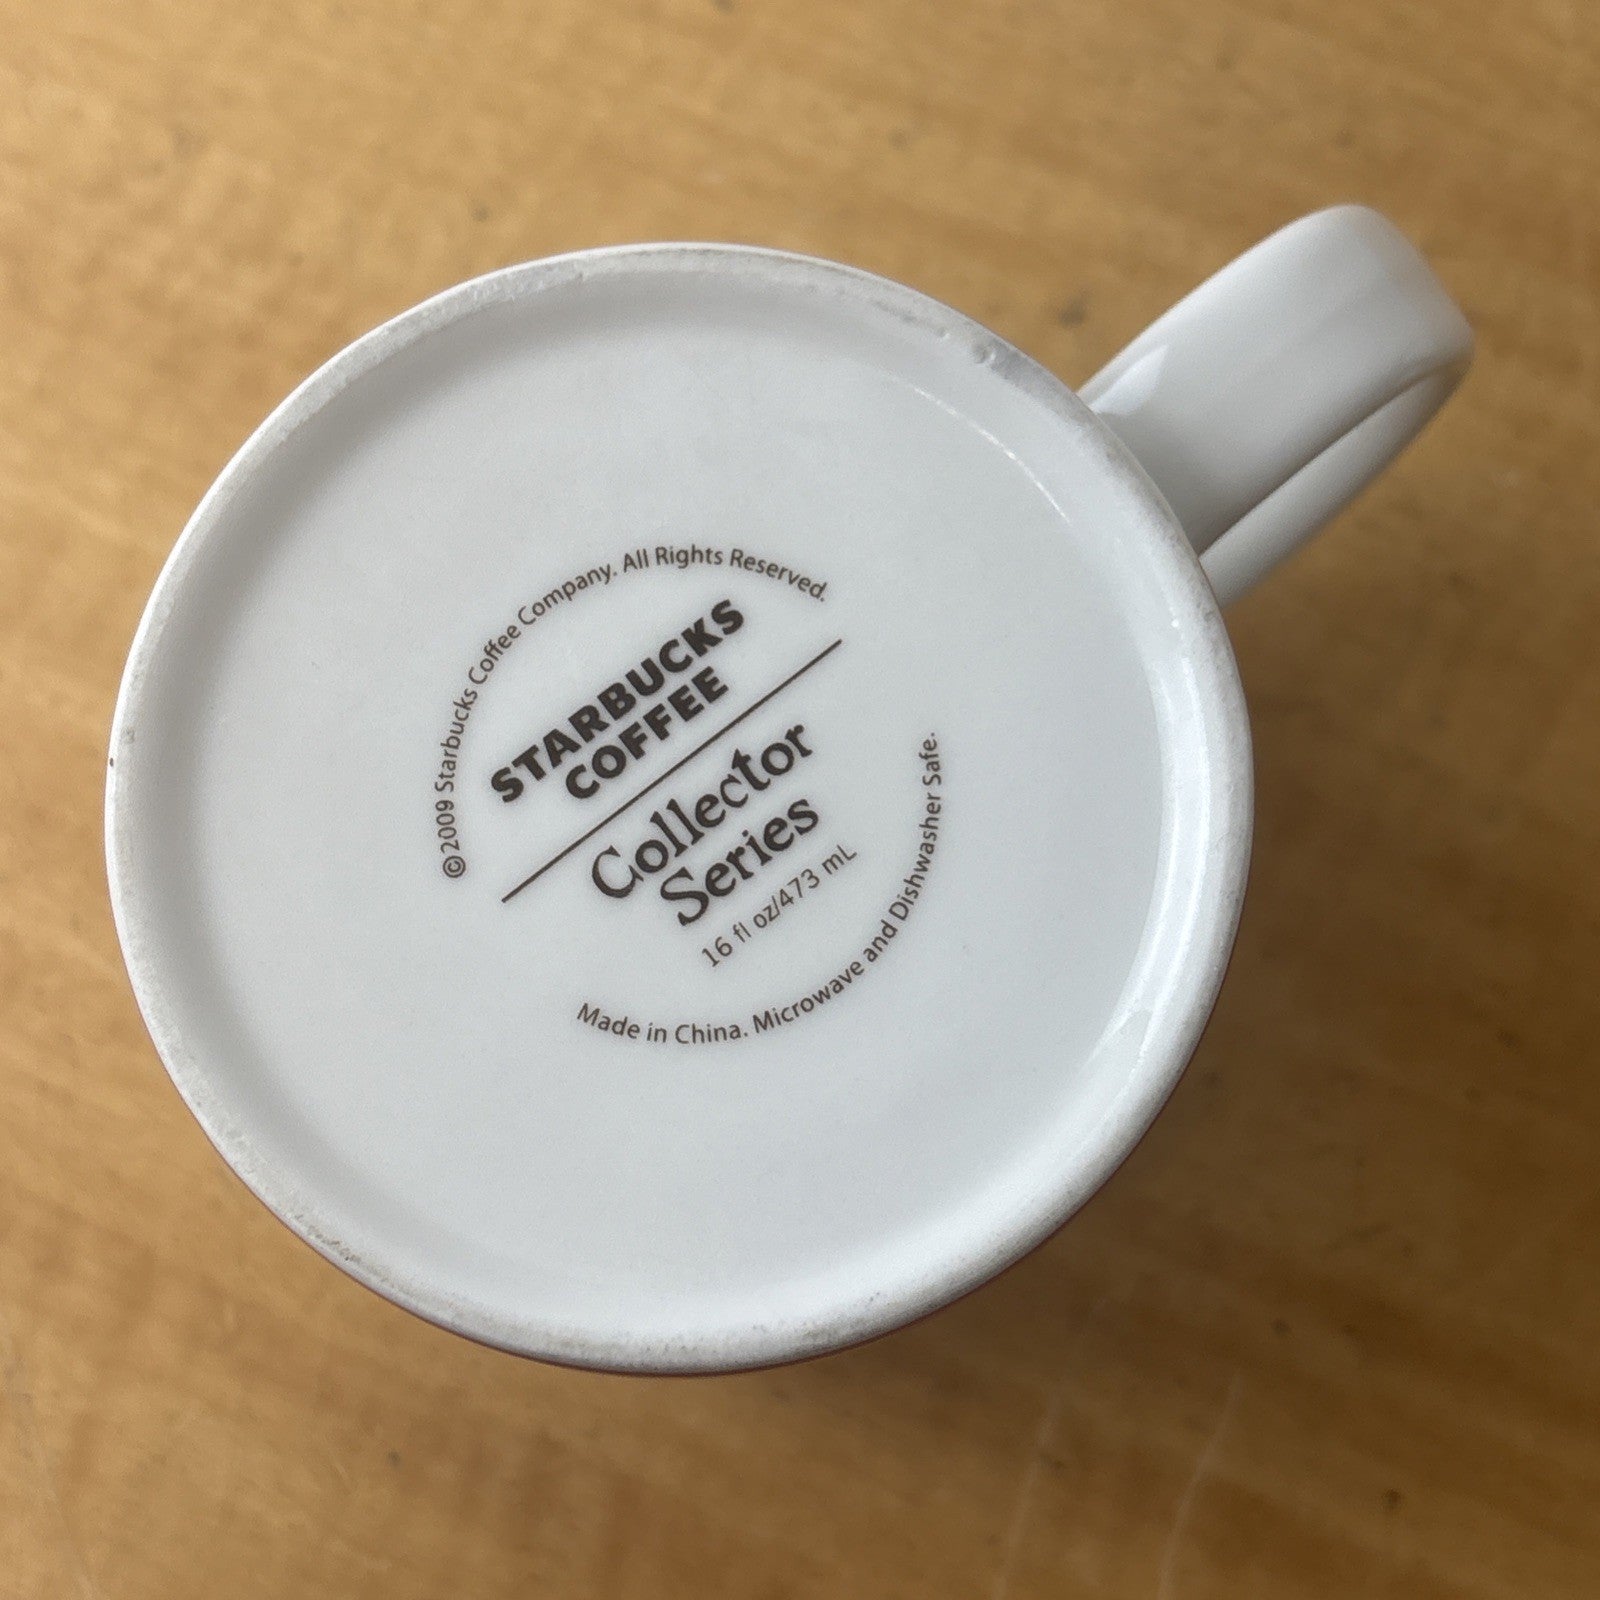 ©2009 Starbucks Coffee Company. All Rights Reserved.
STARBUCKS
COFFEE
Collector
Series
16 fl oz/473 mL
Made in China. Microwave and Dishwasher Safe.